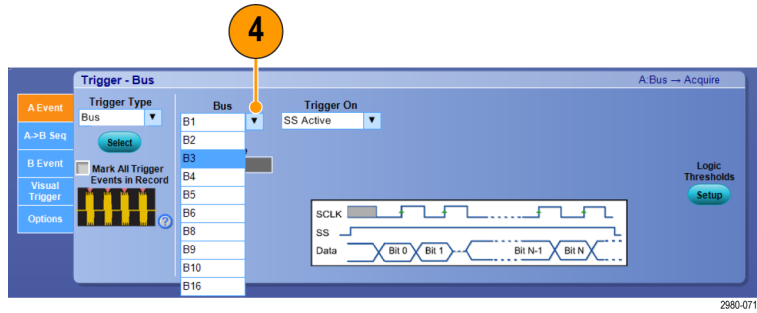 4
Trigger - Bus
A:Bus → Acquire
A Event
A->B Seq
B Event
Visual
Trigger
Options
Trigger Type
Bus
Select
Mark All Trigger
Events in Record
?
Bus
B1
B2
B3
B4
B5
B6
B8
B9
B10
B16
Trigger On
SS Active
SCLK
SS
Data
Bit 0
Bit 1
Bit N-1
Bit N
Logic
Thresholds
Setup
2980-071